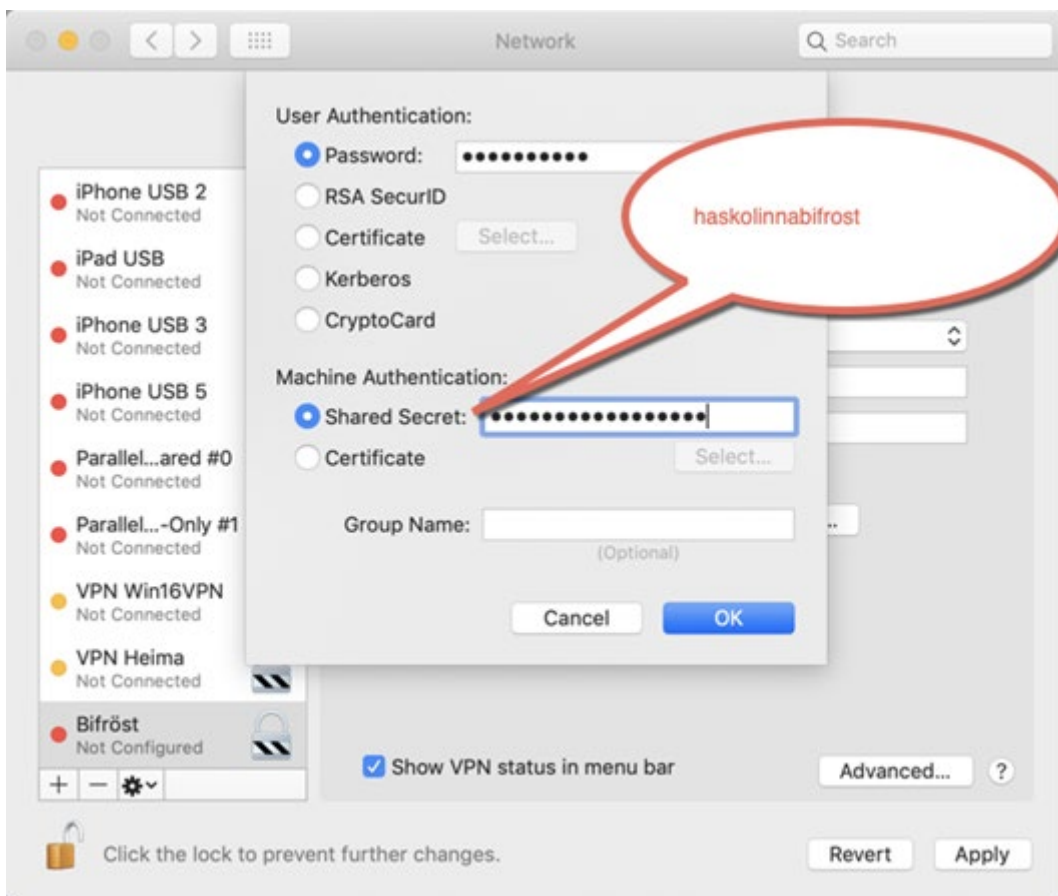 Network
Search
User Authentication:
Password: ••••••••••
RSA SecurID
Certificate Select...
Kerberos
CryptoCard
haskolinnabifrost
Machine Authentication:
Shared Secret: •••••••••••••••••
Certificate Select...
Group Name:
(Optional)
Cancel OK
iPhone USB 2
Not Connected
iPad USB
Not Connected
iPhone USB 3
Not Connected
iPhone USB 5
Not Connected
Parallel...ared #0
Not Connected
Parallel...-Only #1
Not Connected
VPN Win16VPN
Not Connected
VPN Heima
Not Connected
Bifröst
Not Configured
Show VPN status in menu bar
Advanced... ?
Click the lock to prevent further changes.
Revert Apply